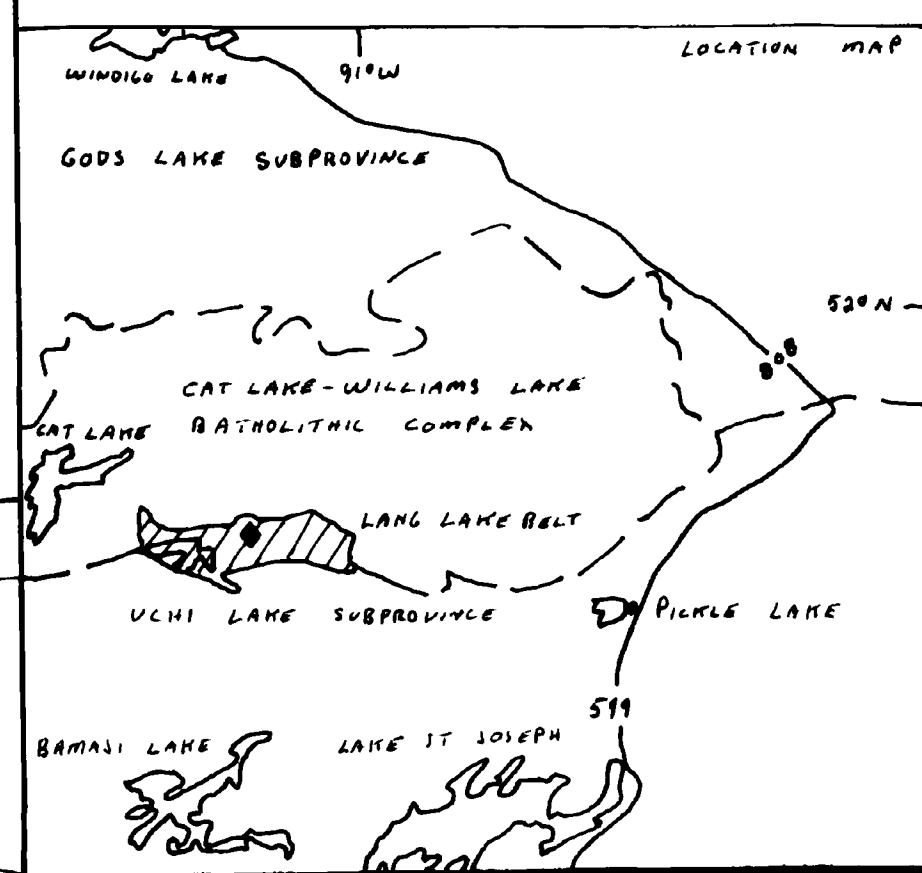 LOCATION MAP
WINDIGO LAKE
91°W
GODS LAKE SUBPROVINCE
52°N
CAT LAKE-WILLIAMS LAKE
BATHOLITHIC COMPLEX
CAT LAKE
LANG LAKE BELT
UCHI LAKE SUBPROVINCE
PICKLE LAKE
599
BAMAJI LAKE
LAKE ST JOSEPH